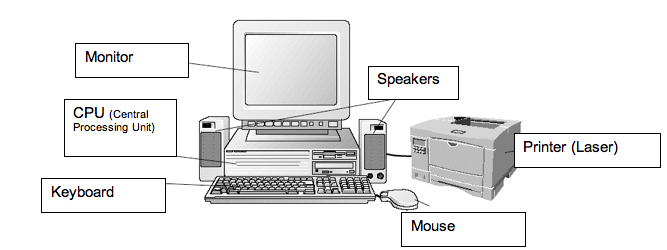 Monitor
Speakers
CPU (Central
Processing Unit)
Printer (Laser)
Keyboard
Mouse